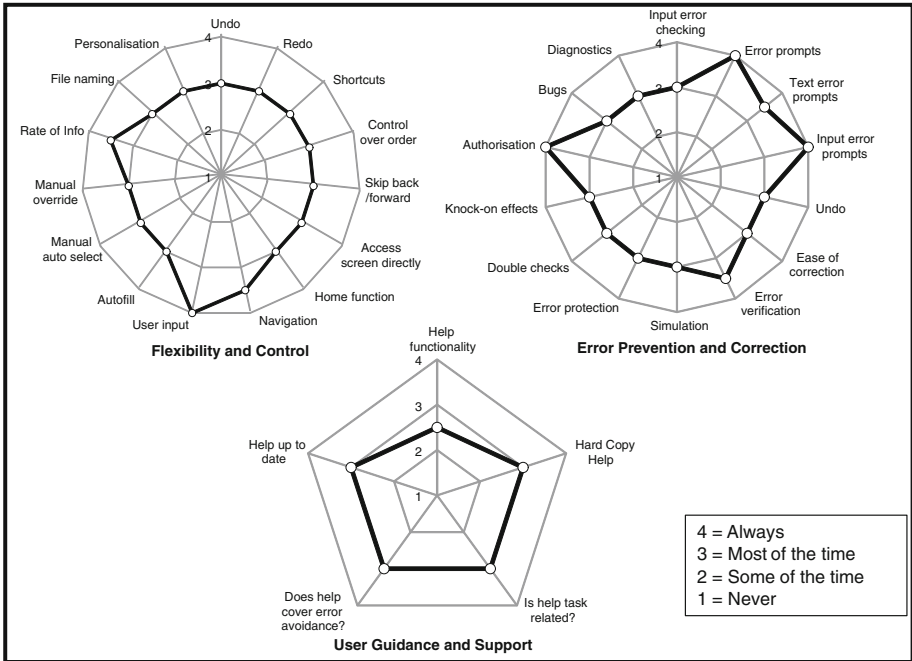 Undo
4
3
2
1
Redo
Shortcuts
Control
over order
Skip back
/forward
Access
screen directly
Home function
Navigation
User input
Autofill
Manual
auto select
Manual
override
Rate of Info
File naming
Personalisation
Flexibility and Control
Input error
checking
4
3
2
1
Error prompts
Text error
prompts
Input error
prompts
Undo
Ease of
correction
Error
verification
Simulation
Error protection
Double checks
Knock-on effects
Authorisation
Bugs
Diagnostics
Error Prevention and Correction
Help
functionality
4
3
2
1
Hard Copy
Help
Is help task
related?
Does help
cover error
avoidance?
Help up to
date
User Guidance and Support
4 = Always
3 = Most of the time
2 = Some of the time
1 = Never